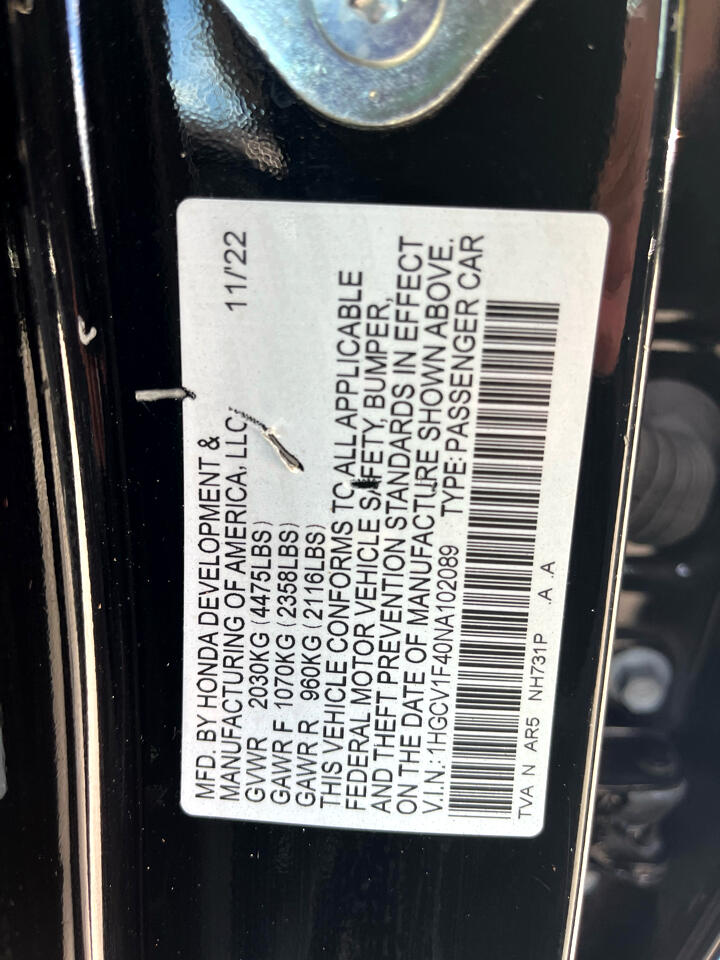 MFD. BY HONDA DEVELOPMENT &
MANUFACTURING OF AMERICA, LLC. 11/'22
GVWR 2030KG (4475LBS)
GAWR F 1070KG (2358LBS)
GAWR R 960KG (2116LBS)
THIS VEHICLE CONFORMS TO ALL APPLICABLE
FEDERAL MOTOR VEHICLE SAFETY, BUMPER,
AND THEFT PREVENTION STANDARDS IN EFFECT
ON THE DATE OF MANUFACTURE SHOWN ABOVE.
V.I.N.: 1HGCV1F40NA102089 TYPE: PASSENGER CAR
TVA N AR5 NH731P .A .A